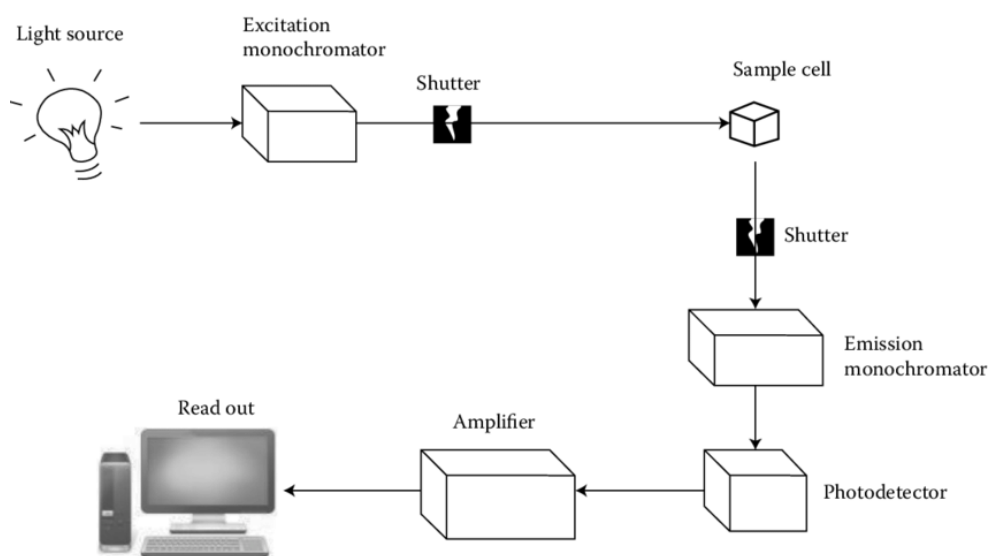 Light source
Excitation
monochromator
Shutter
Sample cell
Shutter
Emission
monochromator
Read out
Amplifier
Photodetector